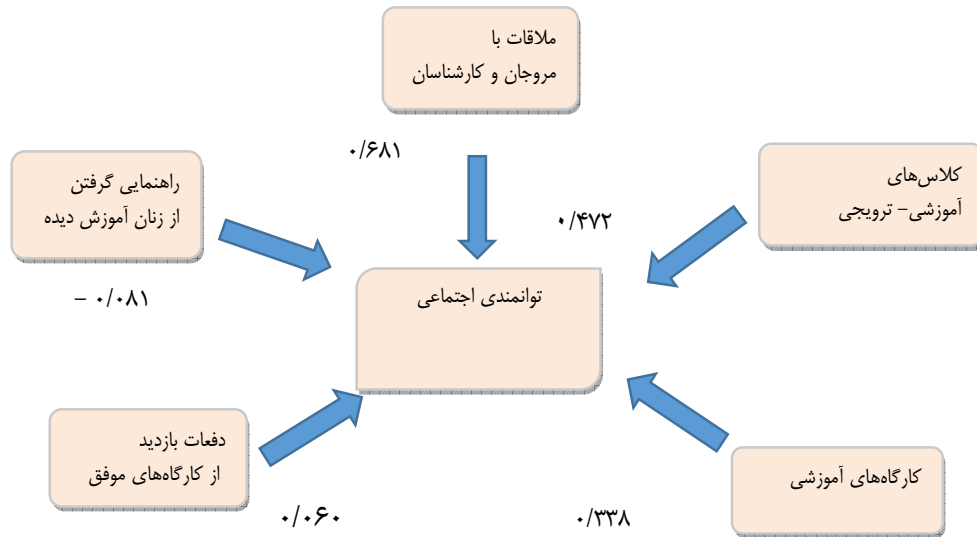 ملاقات با
مروجان و کارشناسان
۰/۶۸۱
کلاس‌های
آموزشی- ترویجی
۰/۴۷۲
راهنمایی گرفتن
از زنان آموزش دیده
- ۰/۰۸۱
توانمندی اجتماعی
دفعات بازدید
از کارگاه‌های موفق
۰/۰۶۰
کارگاه‌های آموزشی
۰/۳۳۸